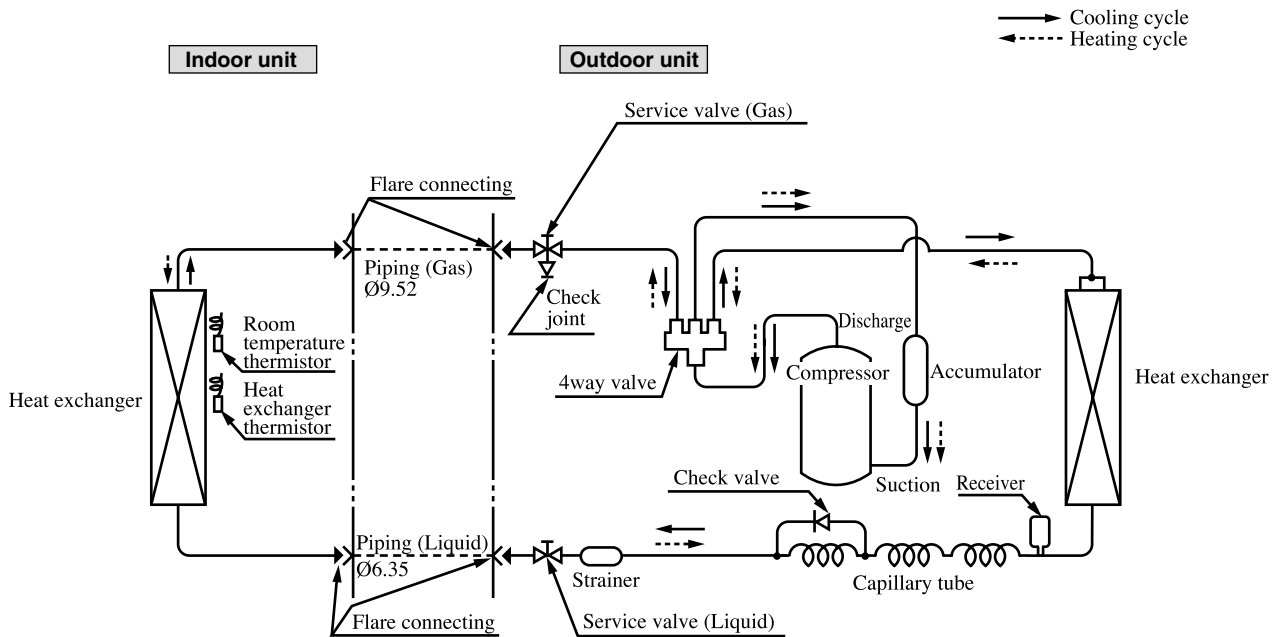 Cooling cycle
Heating cycle
Indoor unit
Outdoor unit
Service valve (Gas)
Flare connecting
Piping (Gas)
Ø9.52
Check
joint
Room
temperature
thermistor
Heat
exchanger
thermistor
Heat exchanger
4way valve
Discharge
Compressor
Accumulator
Heat exchanger
Suction
Check valve
Receiver
Piping (Liquid)
Ø6.35
Strainer
Capillary tube
Flare connecting
Service valve (Liquid)